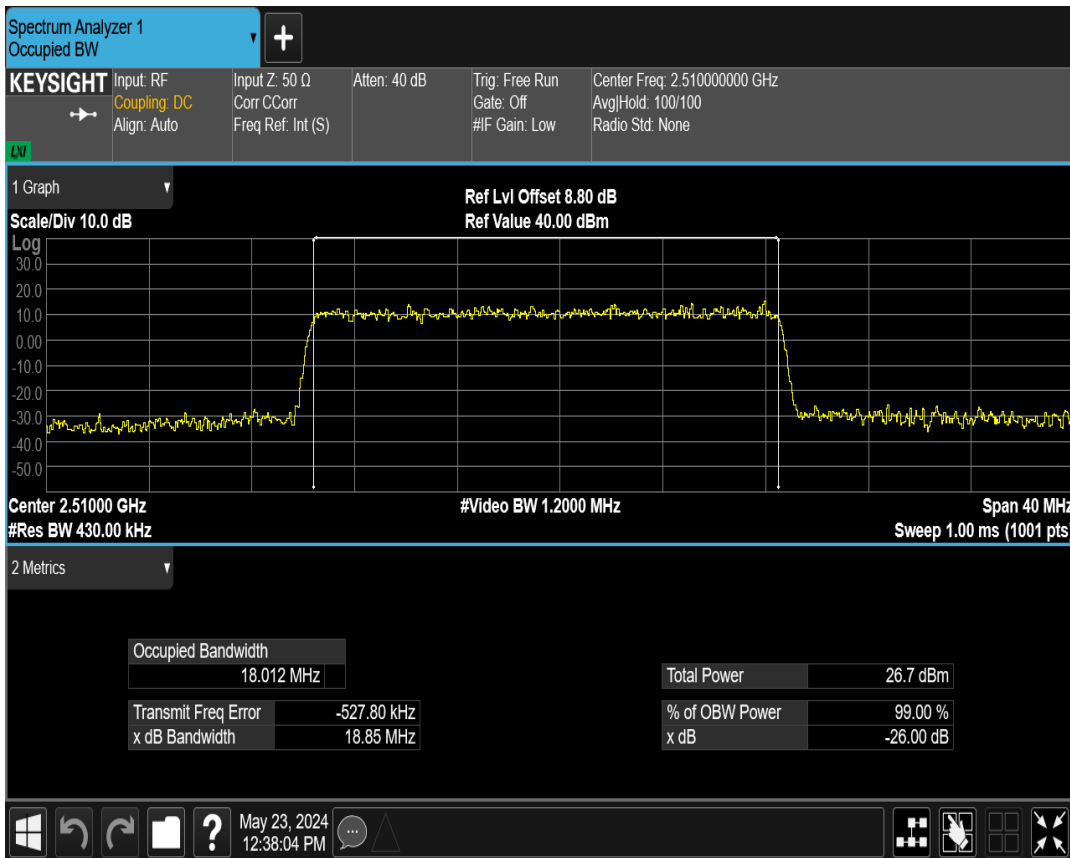 Spectrum Analyzer 1
Occupied BW
KEYSIGHT
LXI
Input: RF
Coupling: DC
Align: Auto
Input Z: 50 Ω
Corr CCorr
Freq Ref: Int (S)
Atten: 40 dB
Trig: Free Run
Gate: Off
#IF Gain: Low
Center Freq: 2.510000000 GHz
Avg|Hold: 100/100
Radio Std: None
1 Graph
Scale/Div 10.0 dB
Ref Lvl Offset 8.80 dB
Ref Value 40.00 dBm
Log
30.0
20.0
10.0
0.00
-10.0
-20.0
-30.0
-40.0
-50.0
Center 2.51000 GHz
#Res BW 430.00 kHz
#Video BW 1.2000 MHz
Span 40 MHz
Sweep 1.00 ms (1001 pts)
2 Metrics
Occupied Bandwidth
18.012 MHz
Transmit Freq Error -527.80 kHz
x dB Bandwidth 18.85 MHz
Total Power 26.7 dBm
% of OBW Power 99.00 %
x dB -26.00 dB
?
May 23, 2024
12:38:04 PM